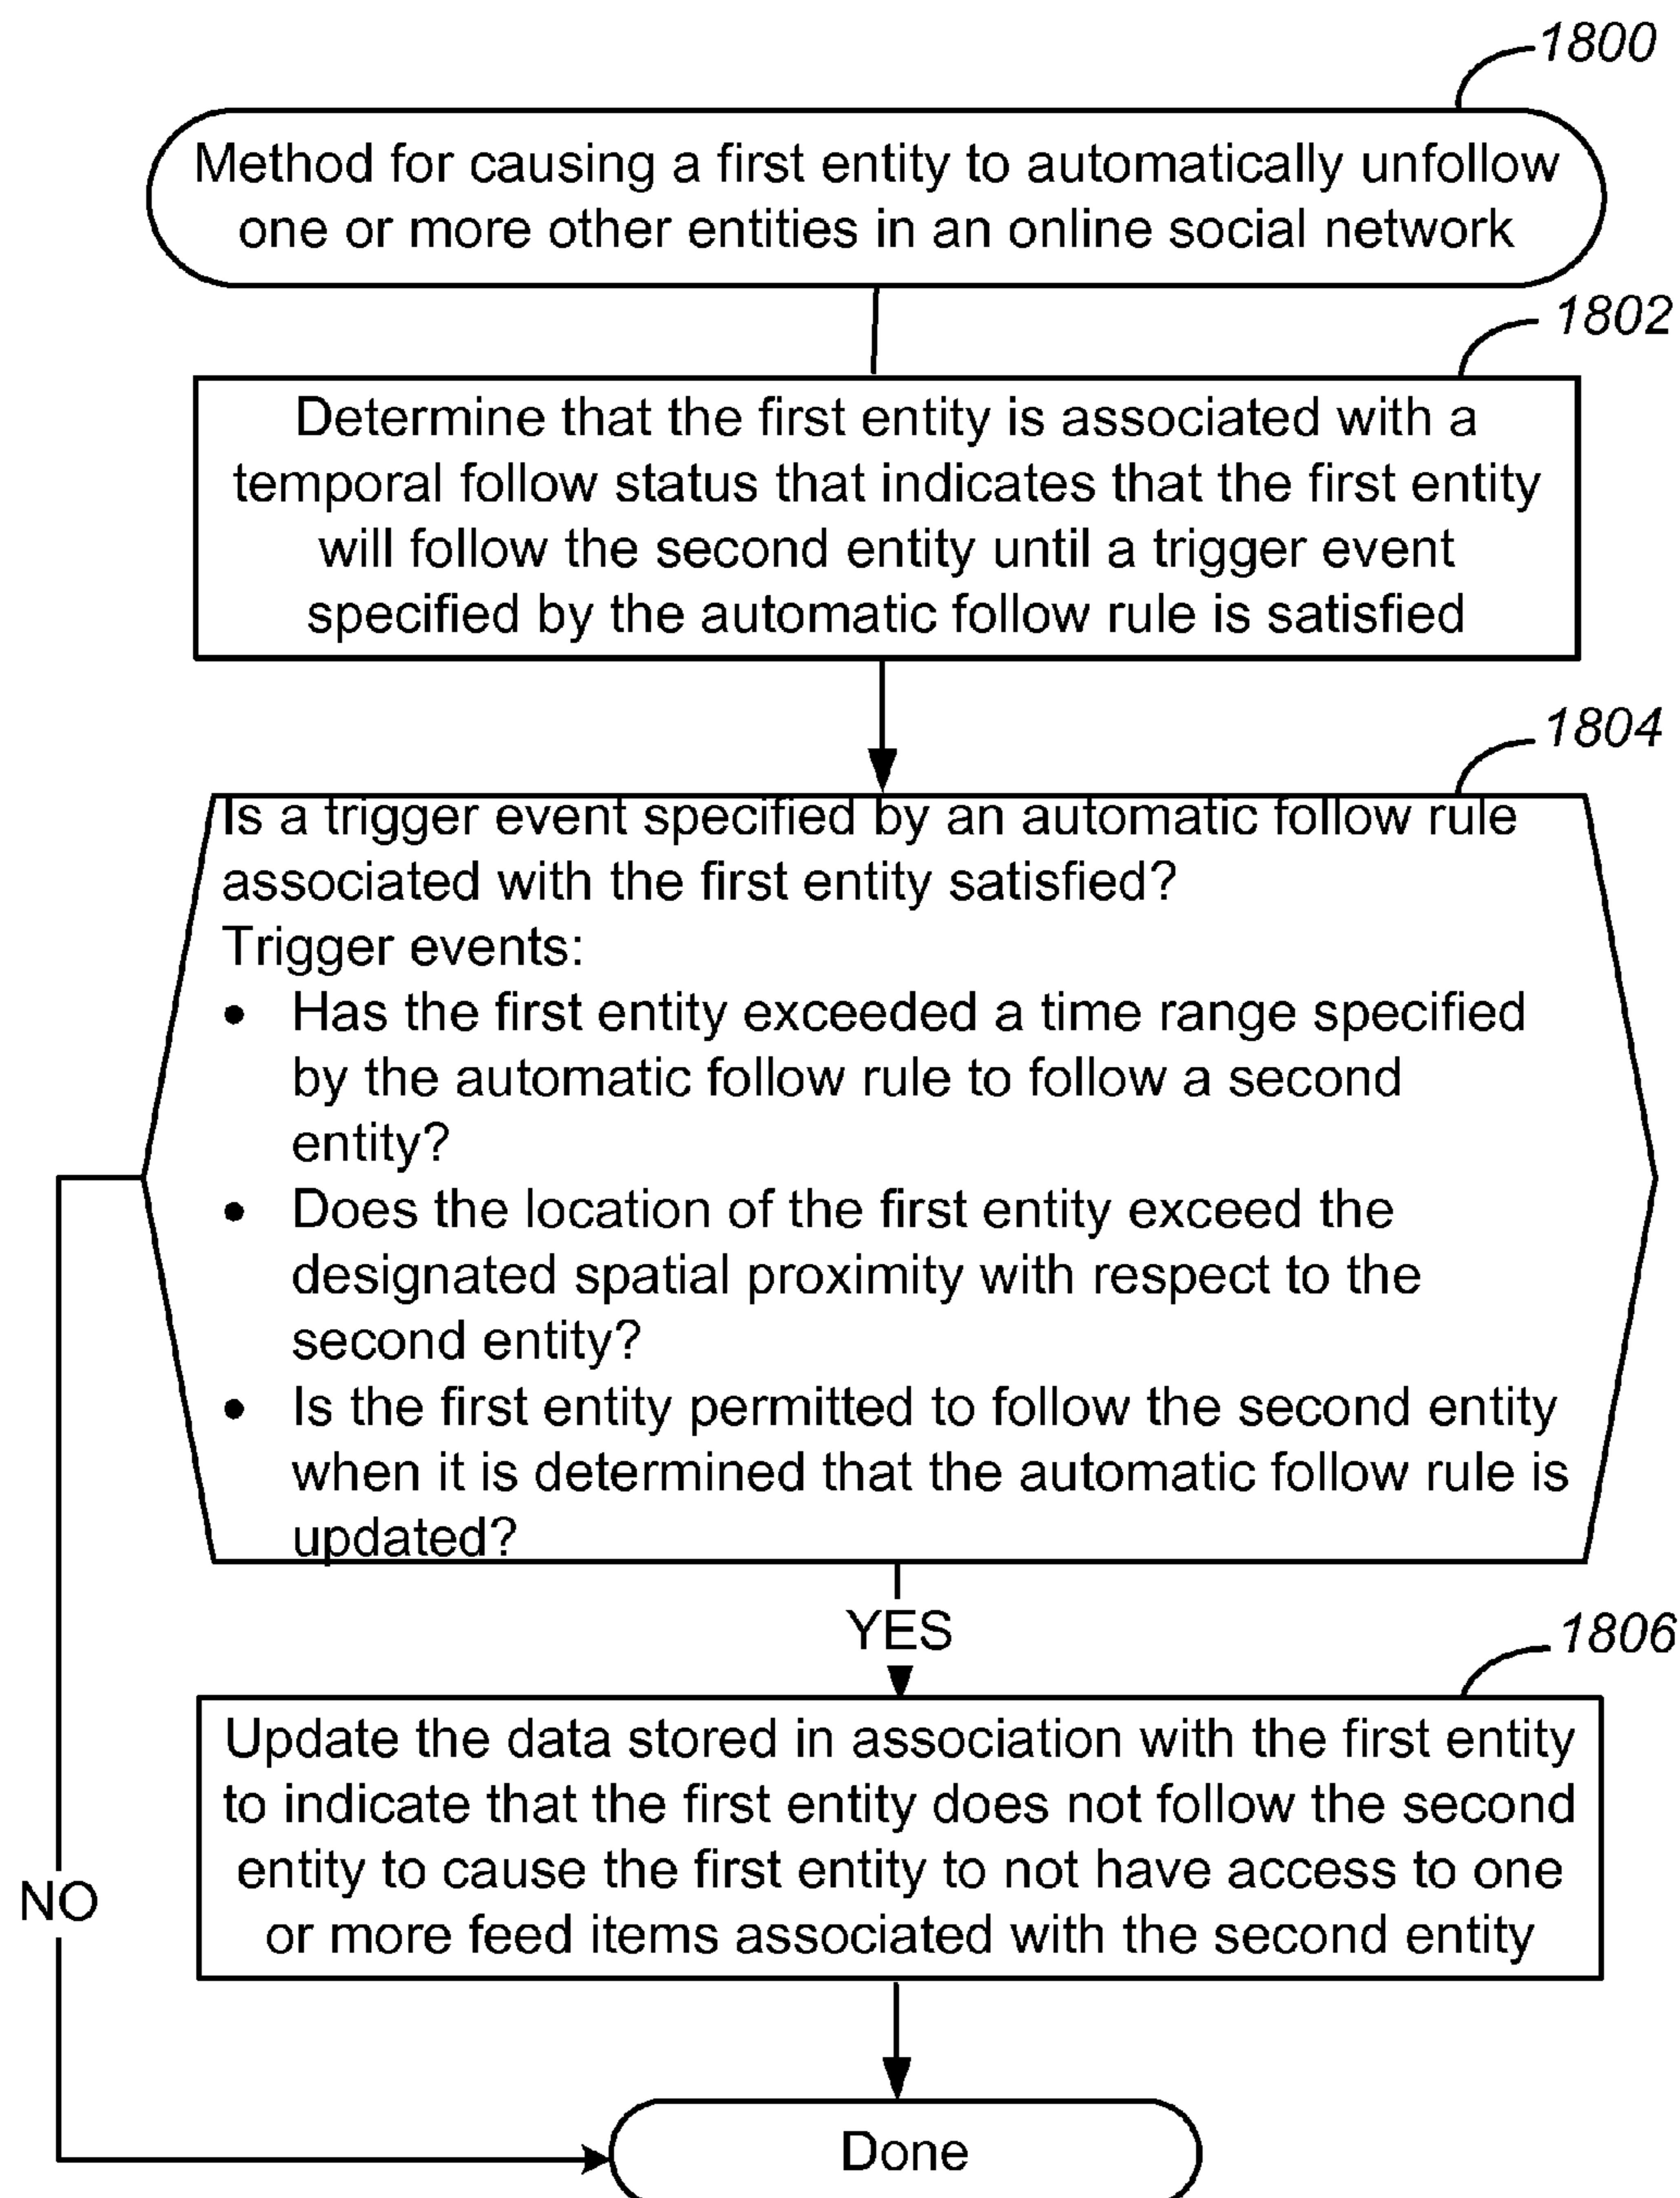 1800
Method for causing a first entity to automatically unfollow
one or more other entities in an online social network
1802
Determine that the first entity is associated with a
temporal follow status that indicates that the first entity
will follow the second entity until a trigger event
specified by the automatic follow rule is satisfied
1804
Is a trigger event specified by an automatic follow rule
associated with the first entity satisfied?
Trigger events:
• Has the first entity exceeded a time range specified
by the automatic follow rule to follow a second
entity?
• Does the location of the first entity exceed the
designated spatial proximity with respect to the
second entity?
• Is the first entity permitted to follow the second entity
when it is determined that the automatic follow rule is
updated?
YES
1806
Update the data stored in association with the first entity
to indicate that the first entity does not follow the second
entity to cause the first entity to not have access to one
or more feed items associated with the second entity
NO
Done